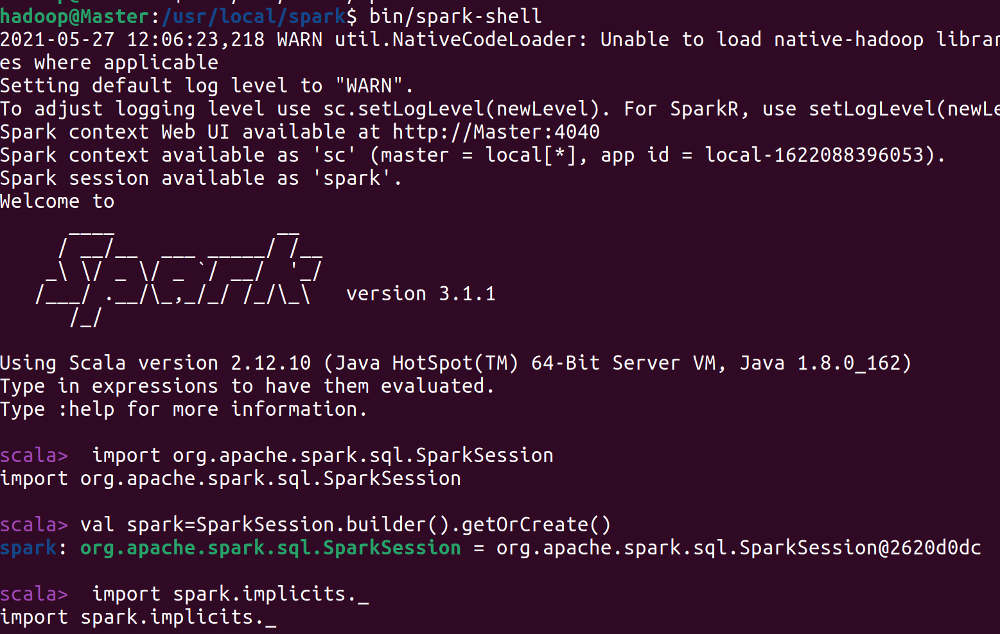 hadoop@Master:/usr/local/spark$ bin/spark-shell
2021-05-27 12:06:23,218 WARN util.NativeCodeLoader: Unable to load native-hadoop librar
es where applicable
Setting default log level to "WARN".
To adjust logging level use sc.setLogLevel(newLevel). For SparkR, use setLogLevel(newLe
Spark context Web UI available at http://Master:4040
Spark context available as 'sc' (master = local[*], app id = local-1622088396053).
Spark session available as 'spark'.
Welcome to
      ____              __
     / __/__  ___ _____/ /__
    _\ \/ _ \/ _ `/ __/  '_/
   /___/ .__/\_,_/_/ /_/\_\   version 3.1.1
      /_/
Using Scala version 2.12.10 (Java HotSpot(TM) 64-Bit Server VM, Java 1.8.0_162)
Type in expressions to have them evaluated.
Type :help for more information.
scala>  import org.apache.spark.sql.SparkSession
import org.apache.spark.sql.SparkSession
scala> val spark=SparkSession.builder().getOrCreate()
spark: org.apache.spark.sql.SparkSession = org.apache.spark.sql.SparkSession@2620d0dc
scala>  import spark.implicits._
import spark.implicits._